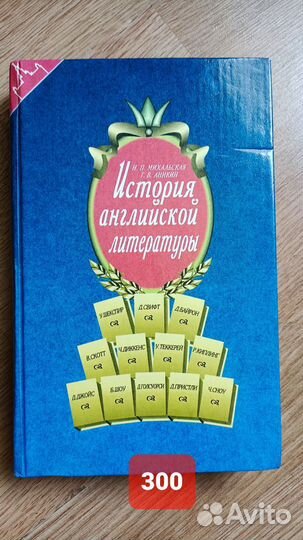 Н. П. МИХАЛЬСКАЯ
Г. В. АНИКИН
История
английской
литературы
У.ШЕКСПИР
Д.СВИФТ
Д.БАЙРОН
В.СКОТТ
Ч.ДИККЕНС
У.ТЕККЕРЕЙ
Р.КИПЛИНГ
Д.ДЖОЙС
Б.ШОУ
Д.ГОЛСУОРСИ
Д.ПРИСТЛИ
Ч.СНОУ
300
Avito